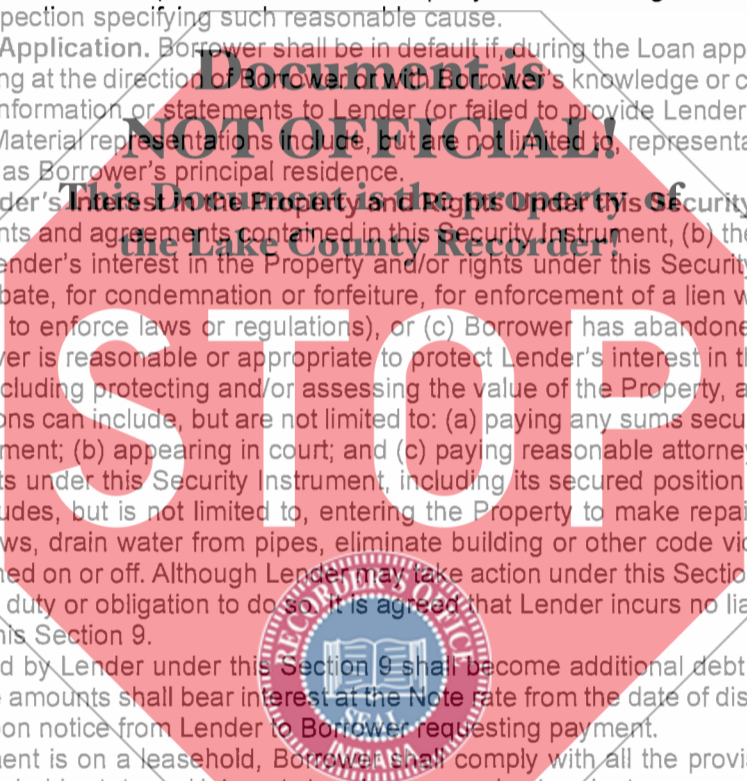 pection specifying such reasonable cause.
Application. Borrower shall be in default if, during the Loan app
ng at the direction of Borrower or with Borrower's knowledge or c
Document is
nformation or statements to Lender (or failed to provide Lender
NOT OFFICIAL!
Material representations include, but are not limited to, representa
as Borrower's principal residence.
der's Interest in the Property and Rights Under this Security
This Document is the property of
nts and agreements contained in this Security Instrument, (b) the
the Lake County Recorder!
ender's interest in the Property and/or rights under this Security
bate, for condemnation or forfeiture, for enforcement of a lien w
to enforce laws or regulations), or (c) Borrower has abandone
er is reasonable or appropriate to protect Lender's interest in t
cluding protecting and/or assessing the value of the Property, a
ons can include, but are not limited to: (a) paying any sums secu
ment; (b) appearing in court; and (c) paying reasonable attorney
STOP
ts under this Security Instrument, including its secured position
udes, but is not limited to, entering the Property to make repai
ws, drain water from pipes, eliminate building or other code vio
ned on or off. Although Lender may take action under this Sectio
duty or obligation to do so. It is agreed that Lender incurs no lia
his Section 9.
RECORDER'S OFFICE
d by Lender under this Section 9 shall become additional debt
amounts shall bear interest at the Note rate from the date of dis
SEAL
on notice from Lender to Borrower requesting payment.
INDIANA
ent is on a leasehold, Borrower shall comply with all the provi